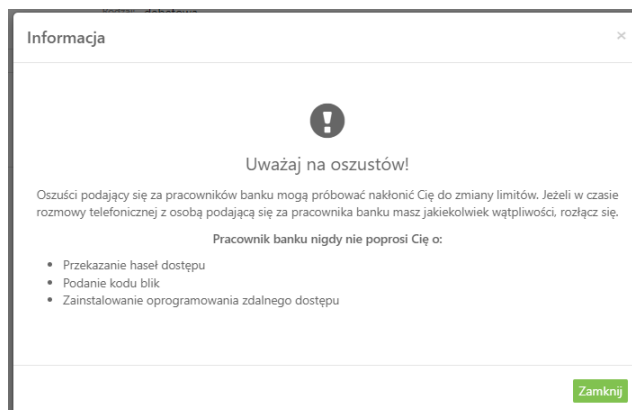 Rodzaj debetowa
Informacja ×
Uważaj na oszustów!
Oszuści podający się za pracowników banku mogą próbować nakłonić Cię do zmiany limitów. Jeżeli w czasie
rozmowy telefonicznej z osobą podającą się za pracownika banku masz jakiekolwiek wątpliwości, rozłącz się.
Pracownik banku nigdy nie poprosi Cię o:
• Przekazanie haseł dostępu
• Podanie kodu blik
• Zainstalowanie oprogramowania zdalnego dostępu
Zamknij